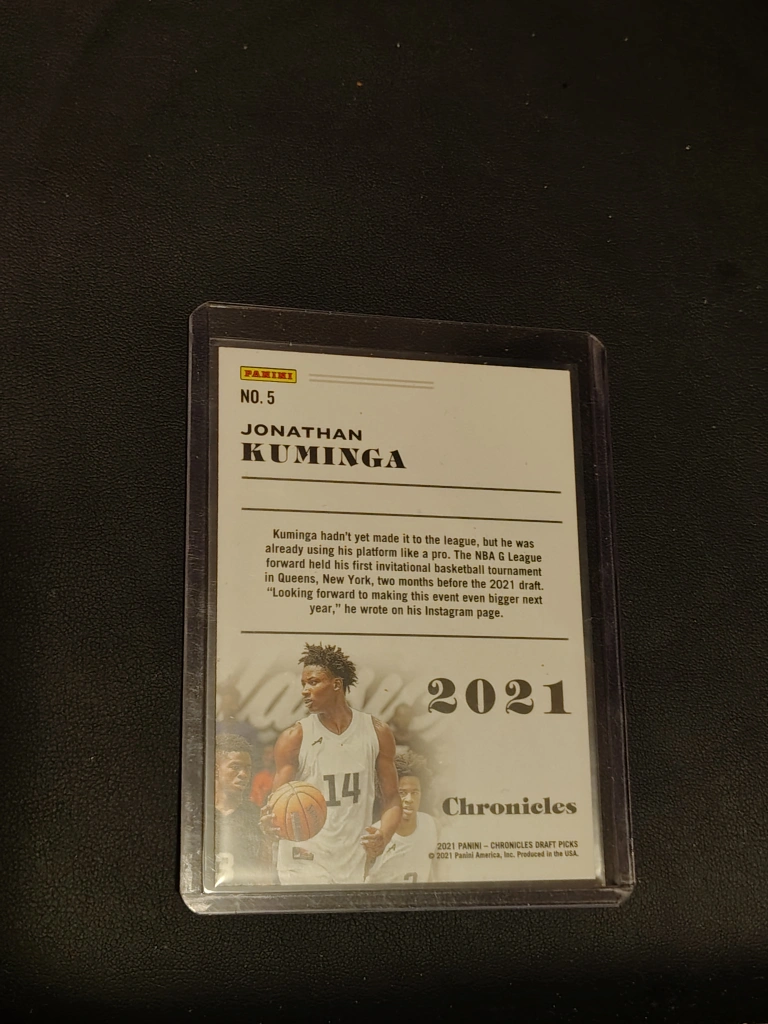 PANINI
NO. 5
JONATHAN
KUMINGA
Kuminga hadn't yet made it to the league, but he was
already using his platform like a pro. The NBA G League
forward held his first invitational basketball tournament
in Queens, New York, two months before the 2021 draft.
“Looking forward to making this event even bigger next
year,” he wrote on his Instagram page.
2021
14
Chronicles
2021 PANINI – CHRONICLES DRAFT PICKS
© 2021 Panini America, Inc. Produced in the USA.